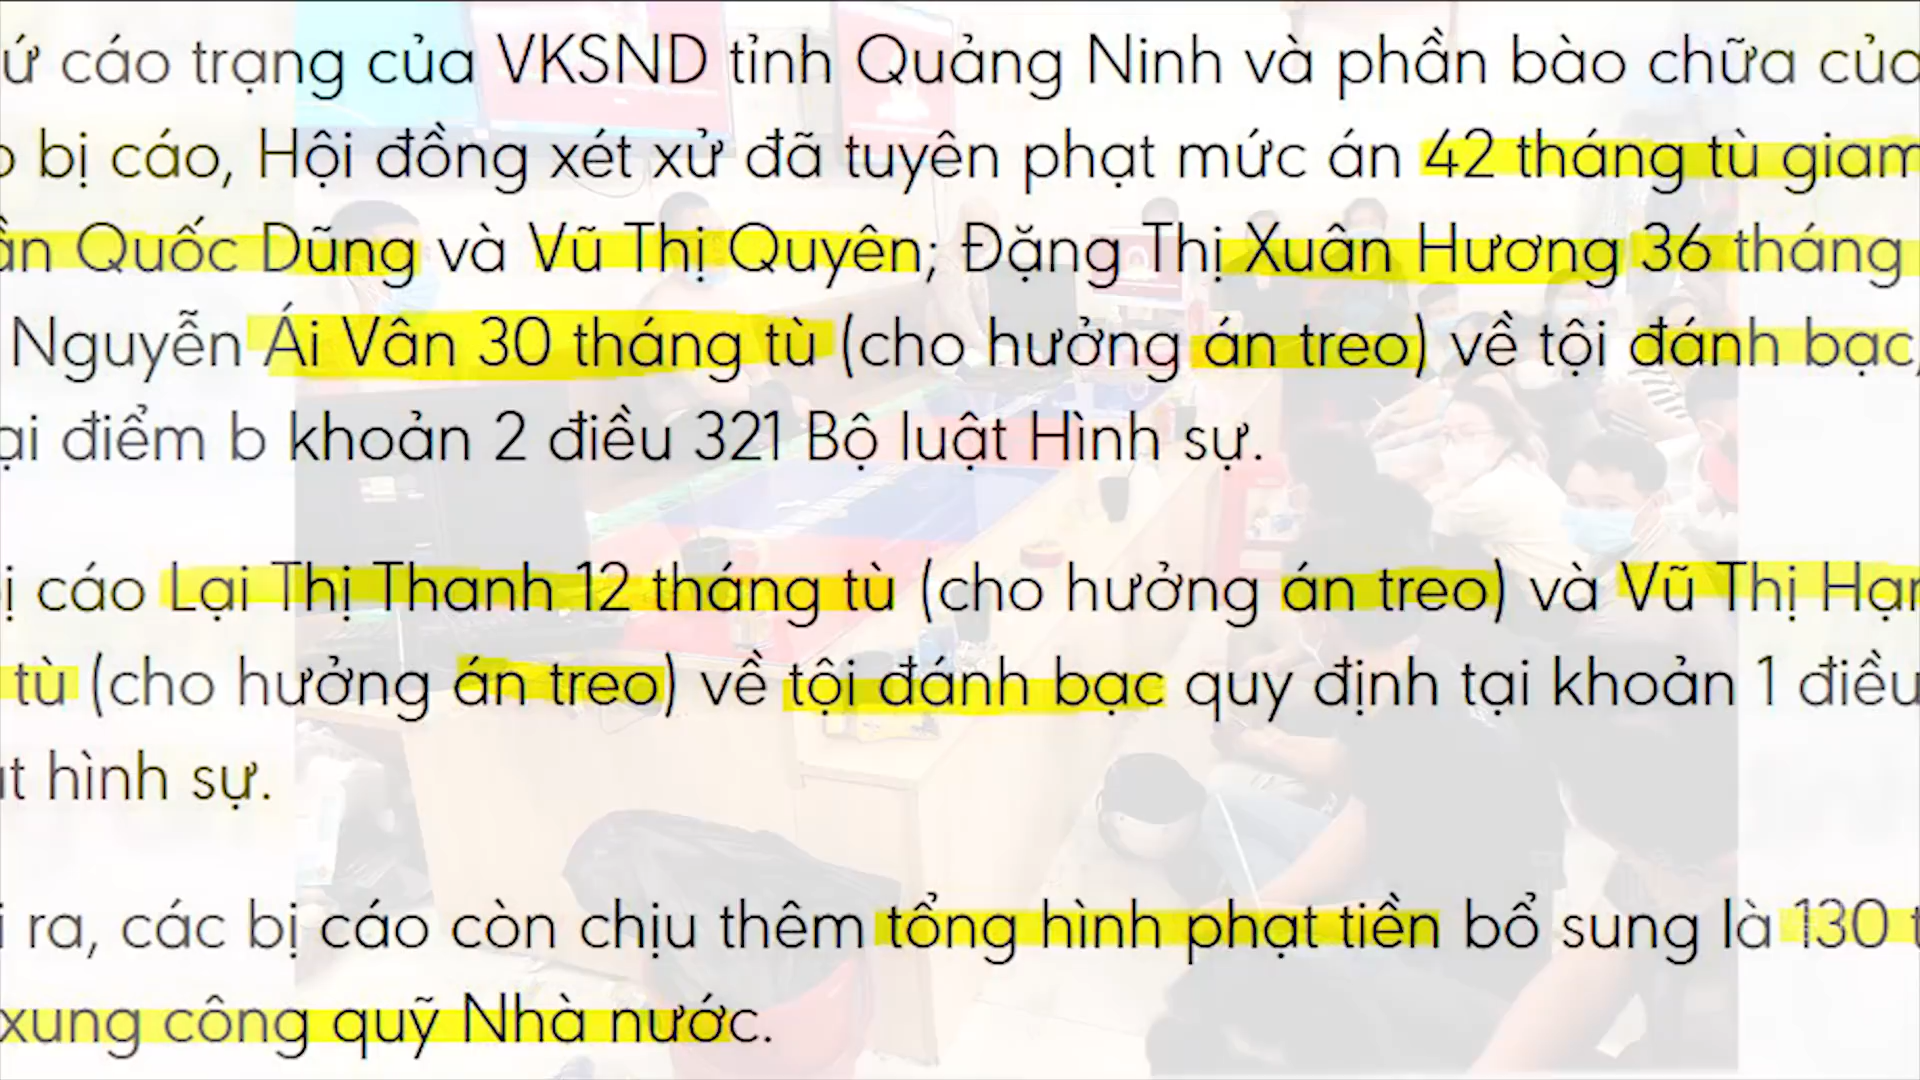 cáo trạng của VKSND tỉnh Quảng Ninh và phần bào chữa của
bị cáo, Hội đồng xét xử đã tuyên phạt mức án 42 tháng tù giam
Quốc Dũng và Vũ Thị Quyên; Đặng Thị Xuân Hương 36 tháng
Nguyễn Ái Vân 30 tháng tù (cho hưởng án treo) về tội đánh bạc,
điểm b khoản 2 điều 321 Bộ luật Hình sự.
cáo Lại Thị Thanh 12 tháng tù (cho hưởng án treo) và Vũ Thị
tù (cho hưởng án treo) về tội đánh bạc quy định tại khoản 1 điều
hình sự.
ra, các bị cáo còn chịu thêm tổng hình phạt tiền bổ sung là 130
xung công quỹ Nhà nước.